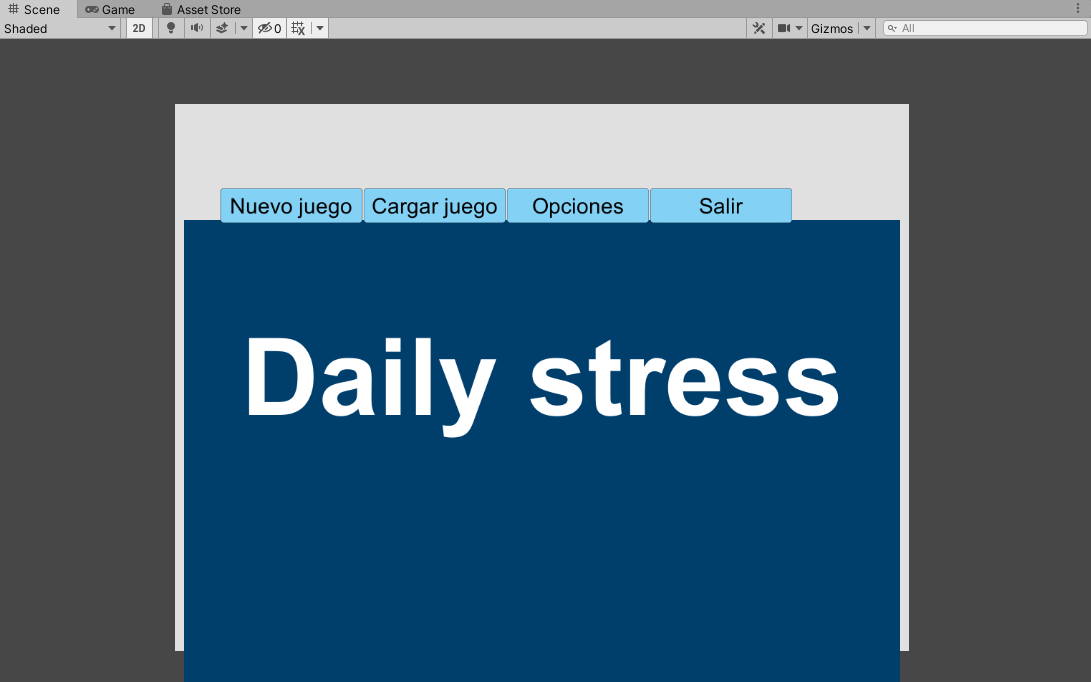 Scene Game Asset Store
Shaded 2D 0 Gizmos All
Nuevo juego Cargar juego Opciones Salir
Daily stress